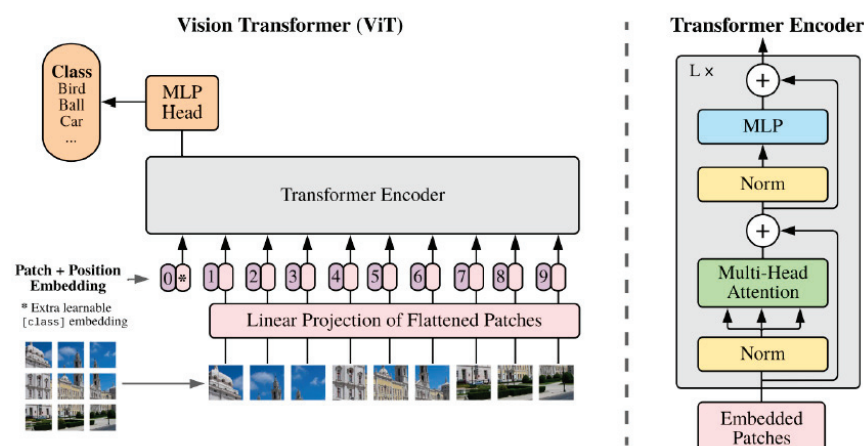 Vision Transformer (ViT)
Class
Bird
Ball
Car
...
MLP
Head
Transformer Encoder
Patch + Position
Embedding
0 * 1 2 3 4 5 6 7 8 9
* Extra learnable
[class] embedding
Linear Projection of Flattened Patches
Transformer Encoder
L ×
+
MLP
Norm
+
Multi-Head
Attention
Norm
Embedded
Patches